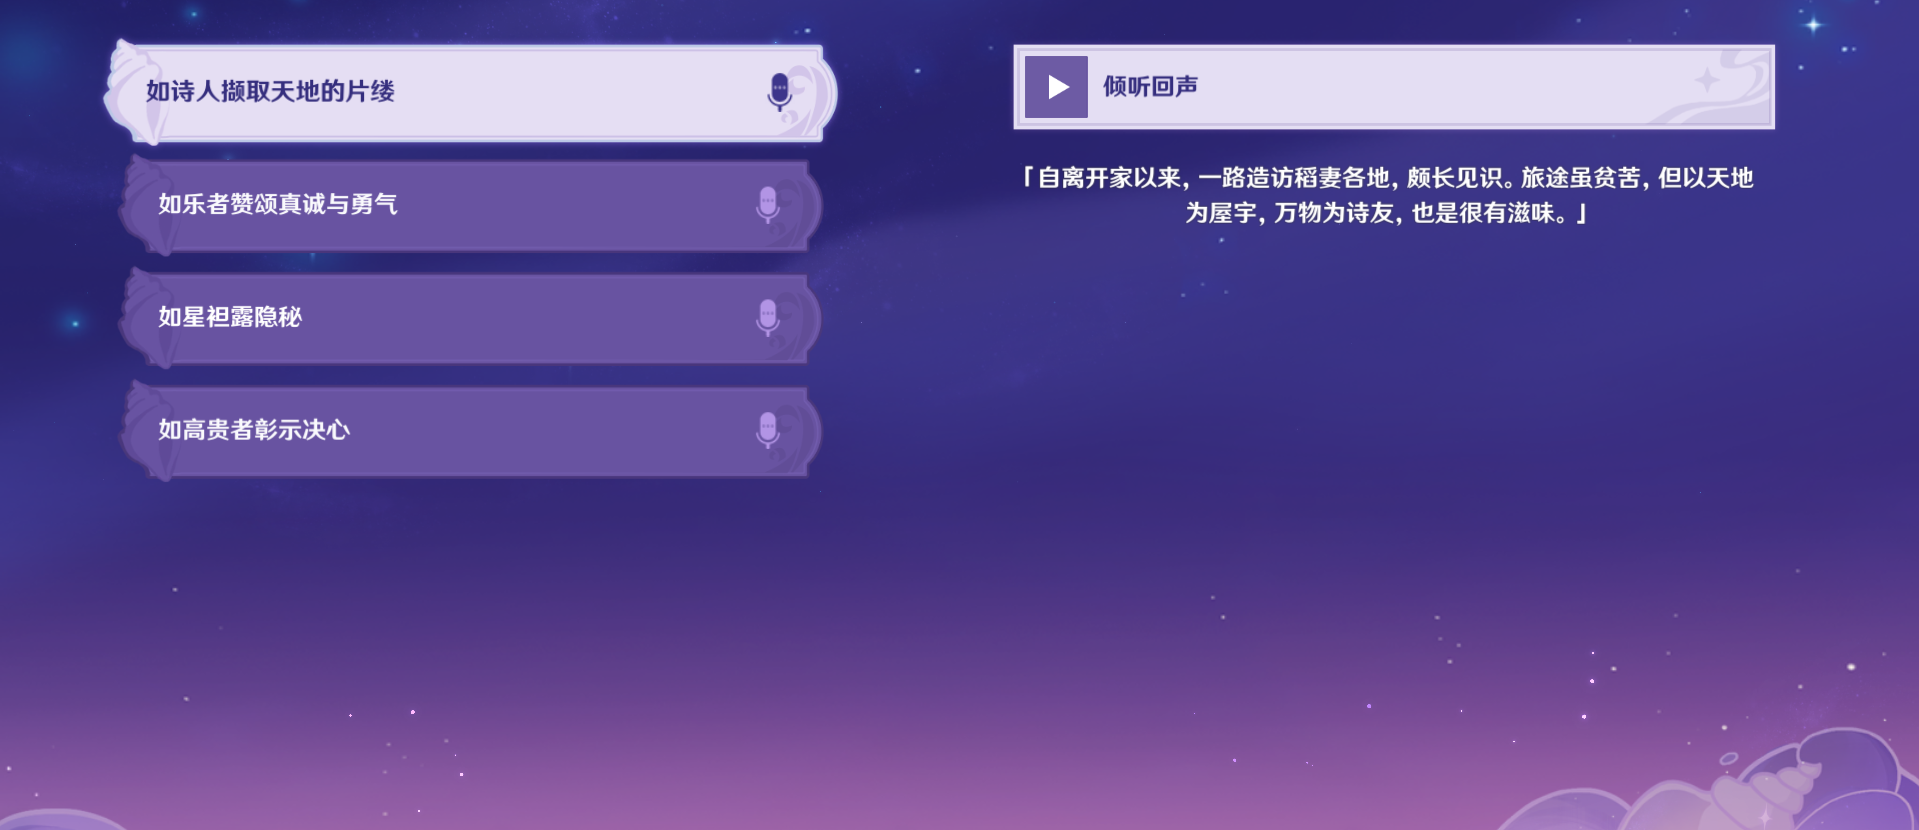 如诗人撷取天地的片缕
如乐者赞颂真诚与勇气
如星袒露隐秘
如高贵者彰示决心
倾听回声
「自离开家以来，一路造访稻妻各地，颇长见识。旅途虽贫苦，但以天地
为屋宇，万物为诗友，也是很有滋味。」